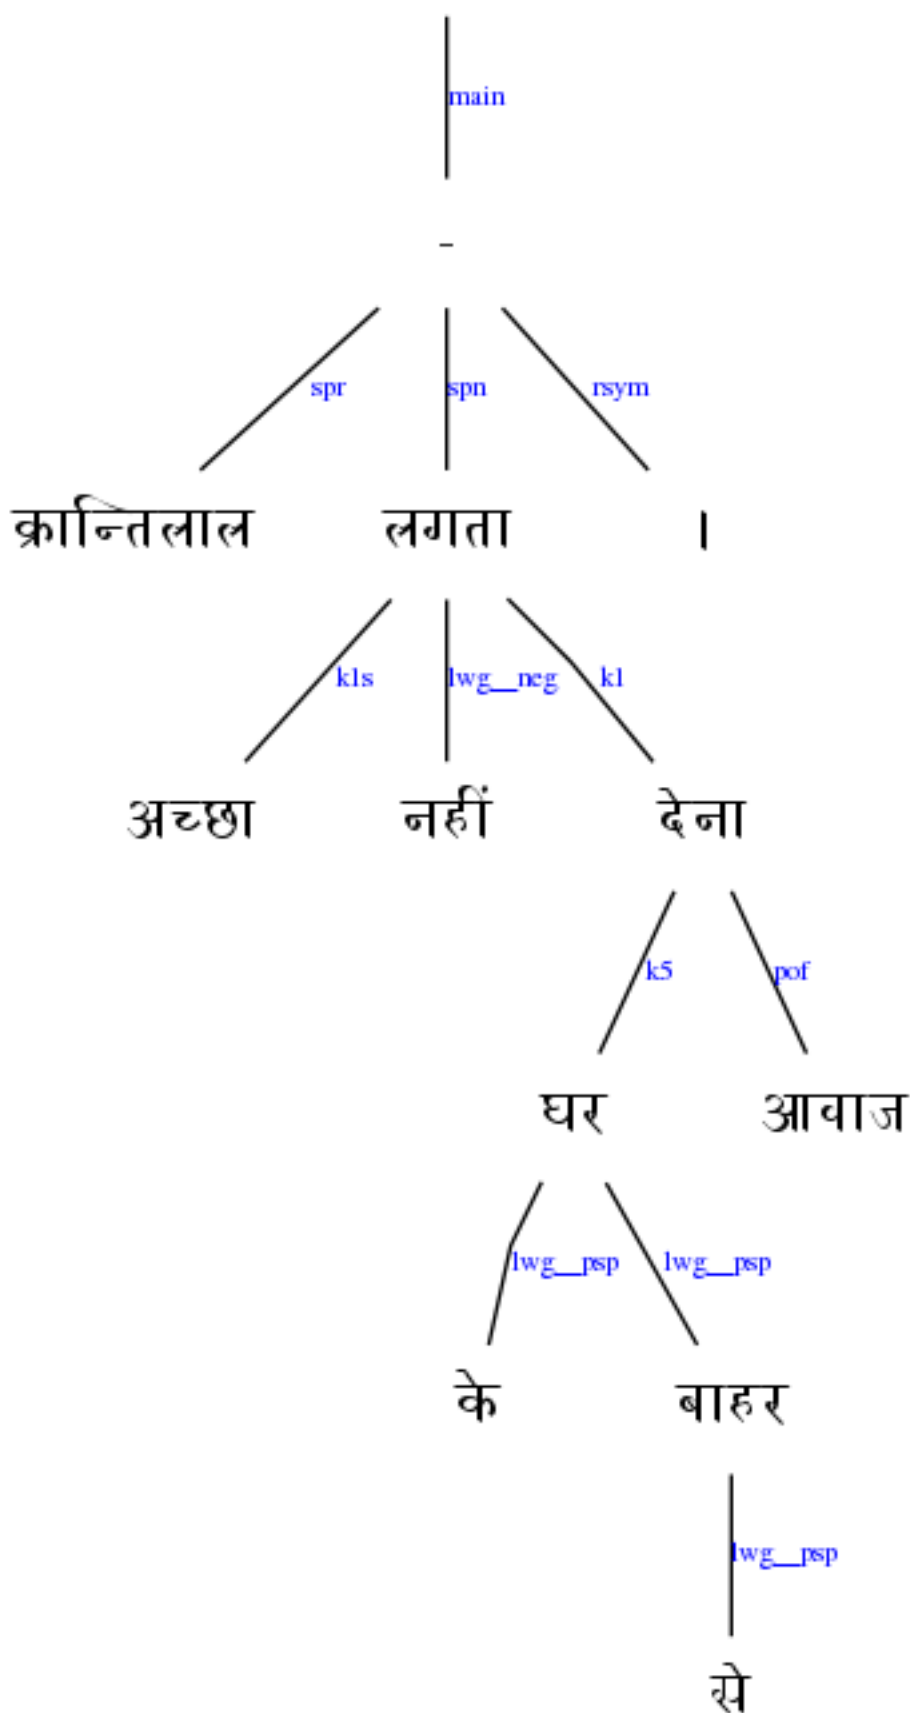 main
-
spr spn rsym
क्रान्तिलाल लगता ।
k1s lwg__neg k1
अच्छा नहीं देना
k5 pof
घर आवाज
lwg__psp lwg__psp
के बाहर
lwg__psp
से